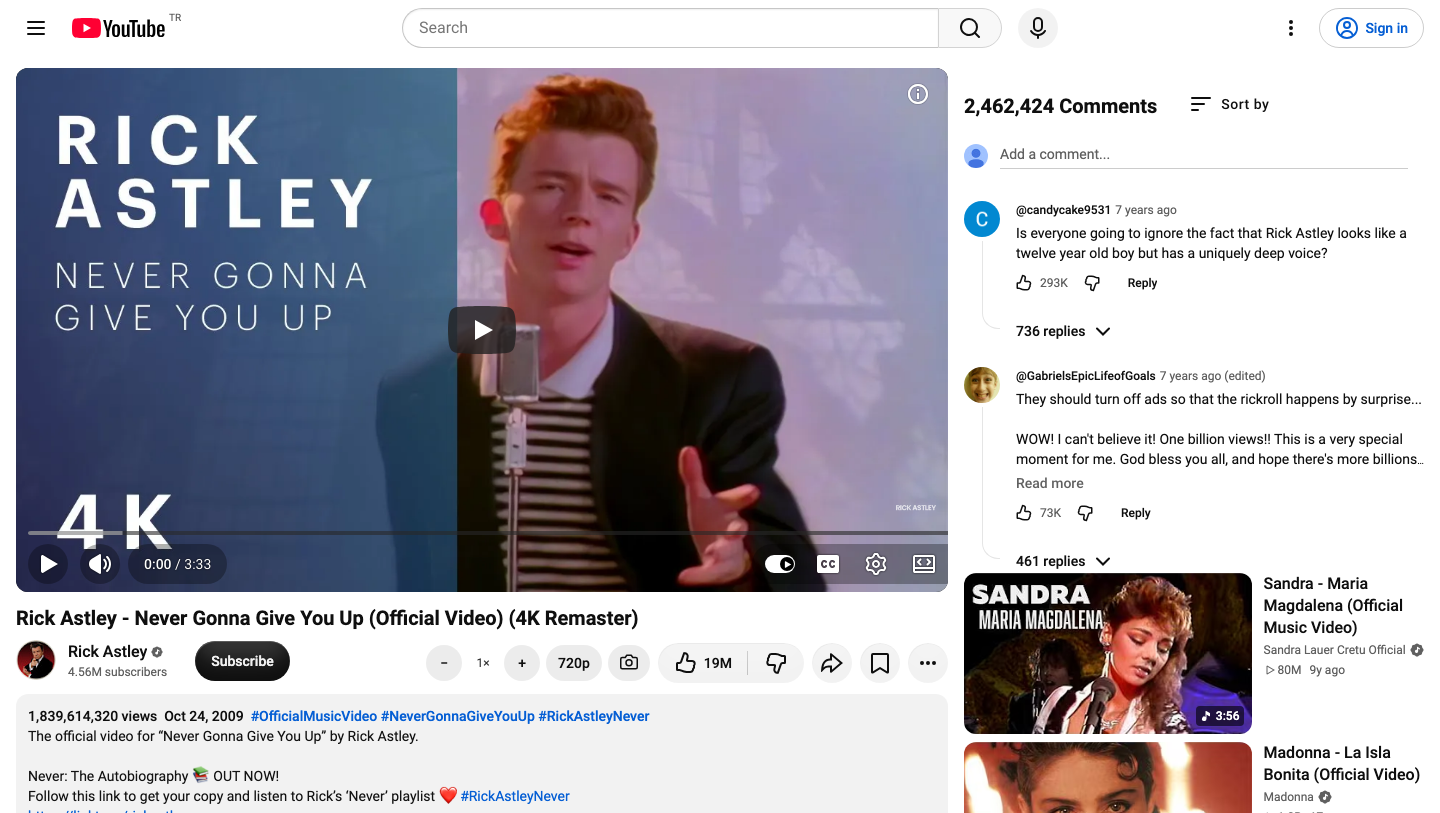 YouTube TR
Search
Sign in
RICK
ASTLEY
NEVER GONNA
GIVE YOU UP
4K
RICK ASTLEY
0:00 / 3:33
CC
Rick Astley - Never Gonna Give You Up (Official Video) (4K Remaster)
Rick Astley
4.56M subscribers
Subscribe
− 1× + 720p 19M
1,839,614,320 views Oct 24, 2009 #OfficialMusicVideo #NeverGonnaGiveYouUp #RickAstleyNever
The official video for “Never Gonna Give You Up” by Rick Astley.
Never: The Autobiography 📚 OUT NOW!
Follow this link to get your copy and listen to Rick’s ‘Never’ playlist ❤️ #RickAstleyNever
2,462,424 Comments
Sort by
Add a comment...
C
@candycake9531 7 years ago
Is everyone going to ignore the fact that Rick Astley looks like a
twelve year old boy but has a uniquely deep voice?
293K Reply
736 replies
@GabrielsEpicLifeofGoals 7 years ago (edited)
They should turn off ads so that the rickroll happens by surprise...
WOW! I can't believe it! One billion views!! This is a very special
moment for me. God bless you all, and hope there's more billions…
Read more
73K Reply
461 replies
SANDRA
MARIA MAGDALENA
3:56
Sandra - Maria
Magdalena (Official
Music Video)
Sandra Lauer Cretu Official
80M 9y ago
Madonna - La Isla
Bonita (Official Video)
Madonna